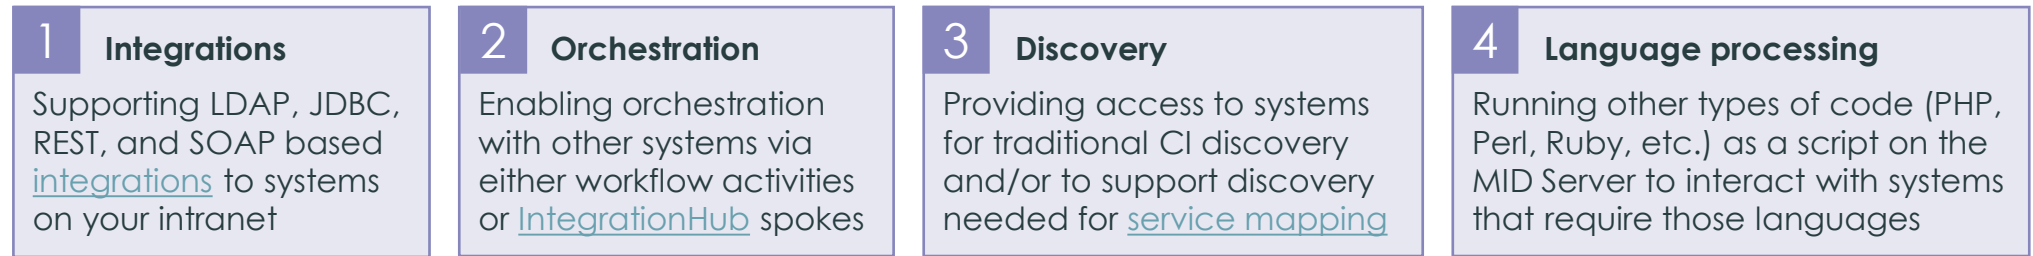 1
Integrations
Supporting LDAP, JDBC,
REST, and SOAP based
integrations to systems
on your intranet
2
Orchestration
Enabling orchestration
with other systems via
either workflow activities
or IntegrationHub spokes
3
Discovery
Providing access to systems
for traditional CI discovery
and/or to support discovery
needed for service mapping
4
Language processing
Running other types of code (PHP,
Perl, Ruby, etc.) as a script on the
MID Server to interact with systems
that require those languages